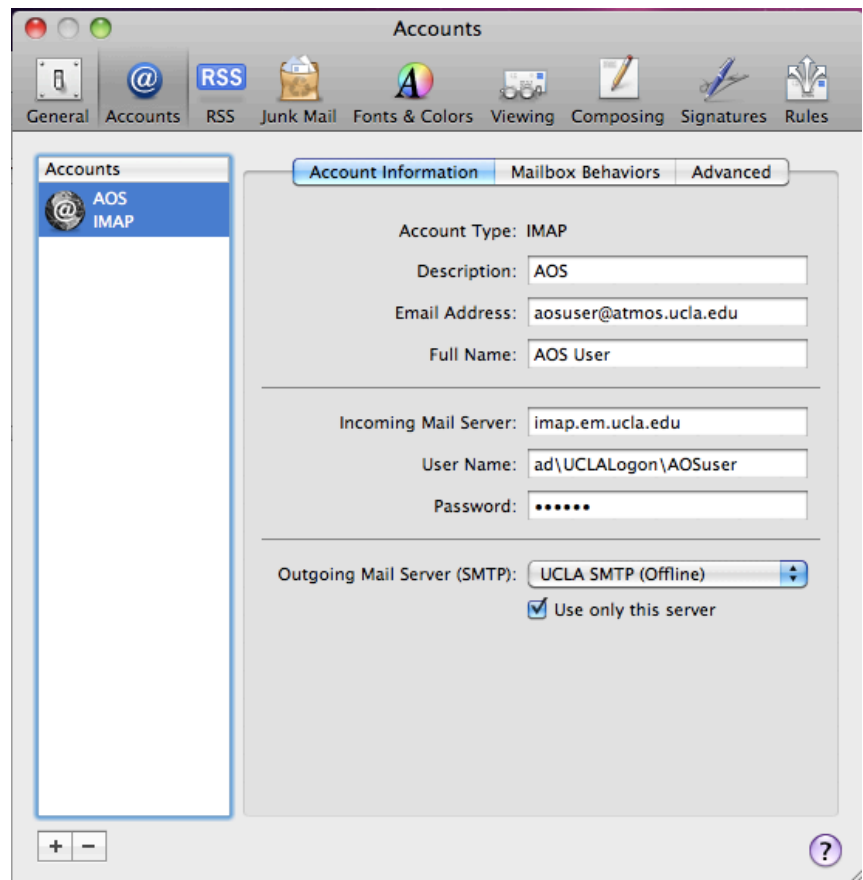 Accounts
RSS
General Accounts RSS Junk Mail Fonts & Colors Viewing Composing Signatures Rules
Accounts
AOS
IMAP
Account Information Mailbox Behaviors Advanced
Account Type: IMAP
Description: AOS
Email Address: aosuser@atmos.ucla.edu
Full Name: AOS User
Incoming Mail Server: imap.em.ucla.edu
User Name: ad\UCLALogon\AOSuser
Password: ••••••
Outgoing Mail Server (SMTP): UCLA SMTP (Offline)
Use only this server
+ − ?